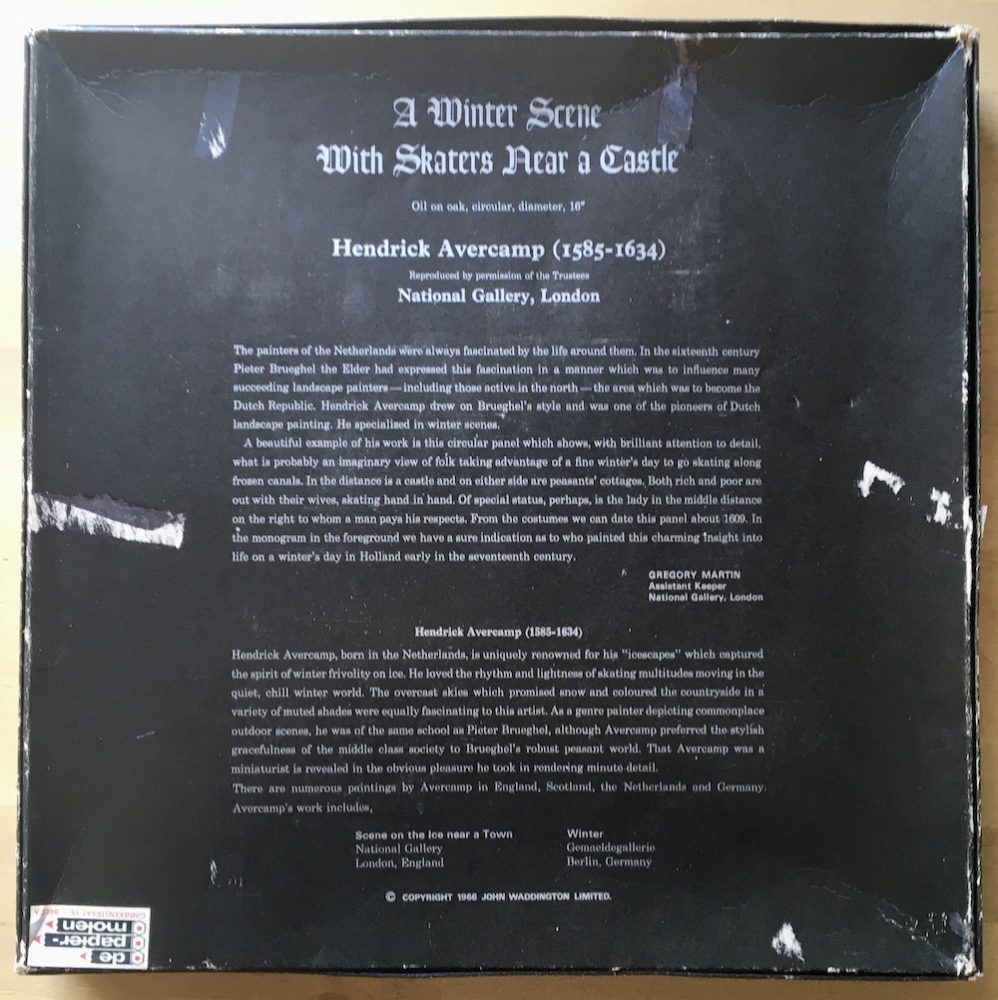 A Winter Scene
With Skaters Near a Castle
Oil on oak, circular, diameter, 16"
Hendrick Avercamp (1585-1634)
Reproduced by permission of the Trustees
National Gallery, London
The painters of the Netherlands were always fascinated by the life around them. In the sixteenth century
Pieter Brueghel the Elder had expressed this fascination in a manner which was to influence many
succeeding landscape painters — including those active in the north — the area which was to become the
Dutch Republic. Hendrick Avercamp drew on Brueghel's style and was one of the pioneers of Dutch
landscape painting. He specialized in winter scenes.
A beautiful example of his work is this circular panel which shows, with brilliant attention to detail,
what is probably an imaginary view of folk taking advantage of a fine winter's day to go skating along
frozen canals. In the distance is a castle and on either side are peasants' cottages. Both rich and poor are
out with their wives, skating hand in hand. Of special status, perhaps, is the lady in the middle distance
on the right to whom a man pays his respects. From the costumes we can date this panel about 1609. In
the monogram in the foreground we have a sure indication as to who painted this charming insight into
life on a winter's day in Holland early in the seventeenth century.
GREGORY MARTIN
Assistant Keeper
National Gallery, London
Hendrick Avercamp (1585-1634)
Hendrick Avercamp, born in the Netherlands, is uniquely renowned for his "icescapes" which captured
the spirit of winter frivolity on ice. He loved the rhythm and lightness of skating multitudes moving in the
quiet, chill winter world. The overcast skies which promised snow and coloured the countryside in a
variety of muted shades were equally fascinating to this artist. As a genre painter depicting commonplace
outdoor scenes, he was of the same school as Pieter Brueghel, although Avercamp preferred the stylish
gracefulness of the middle class society to Brueghel's robust peasant world. That Avercamp was a
miniaturist is revealed in the obvious pleasure he took in rendering minute detail.
There are numerous paintings by Avercamp in England, Scotland, the Netherlands and Germany.
Avercamp's work includes,
Scene on the Ice near a Town
National Gallery
London, England
Winter
Gemaeldegallerie
Berlin, Germany
© COPYRIGHT 1966 JOHN WADDINGTON LIMITED.
de
papier-
molen
GINNEKENSTRAAT 15